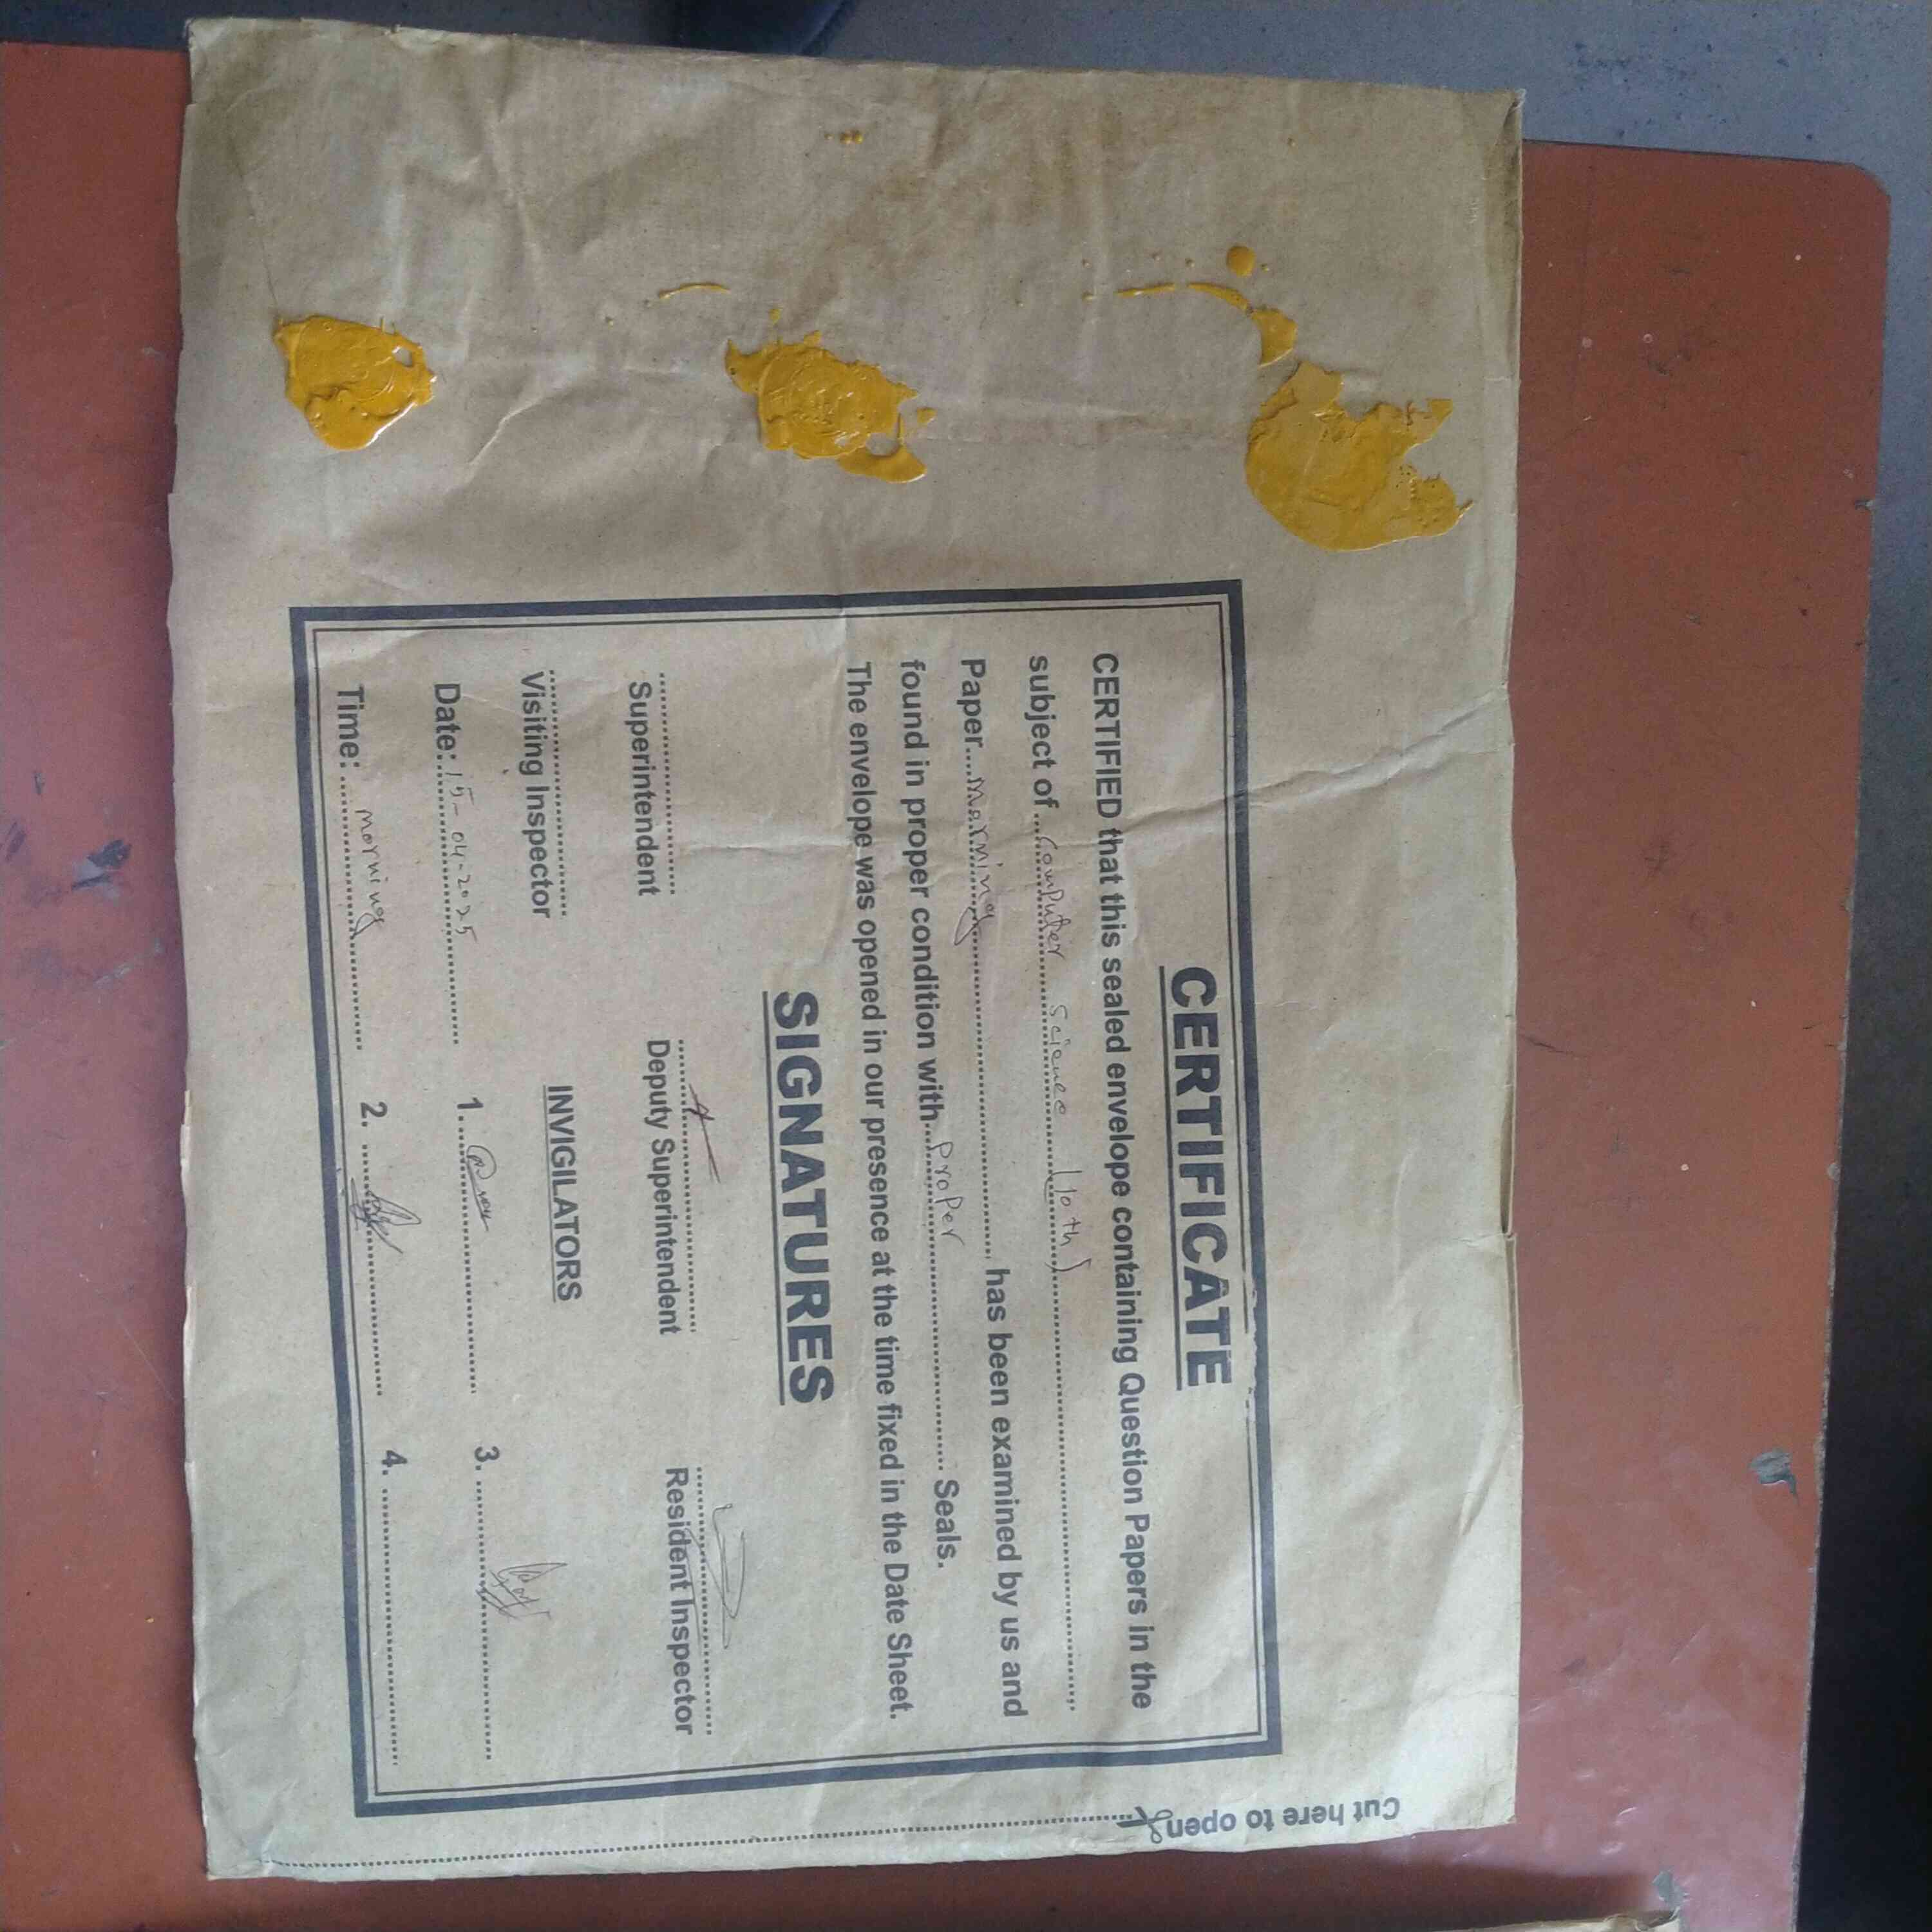 CERTIFICATE
CERTIFIED that this sealed envelope containing Question Papers in the
subject of ... Computer Science (10th)
Paper.... morning ... has been examined by us and
found in proper condition with... Proper ... Seals.
The envelope was opened in our presence at the time fixed in the Date Sheet.
SIGNATURES
Superintendent Deputy Superintendent Resident Inspector
Visiting Inspector INVIGILATORS
Date: 15-04-2025 1. 3.
Time: morning 2. 4.
Cut here to open